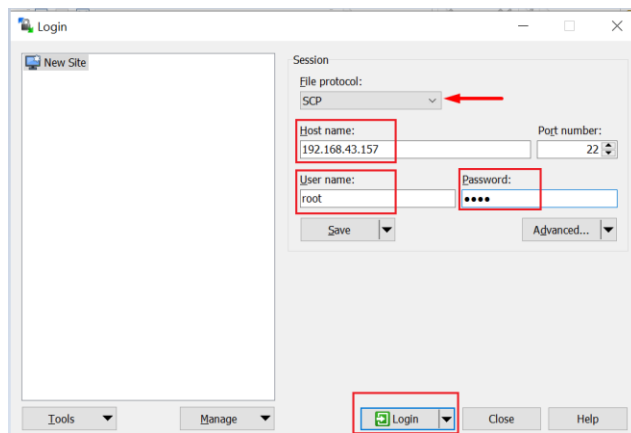 Login
New Site
Session
File protocol:
SCP
Host name:
Port number:
192.168.43.157
22
User name:
Password:
root
••••
Save
Advanced...
Tools
Manage
Login
Close
Help